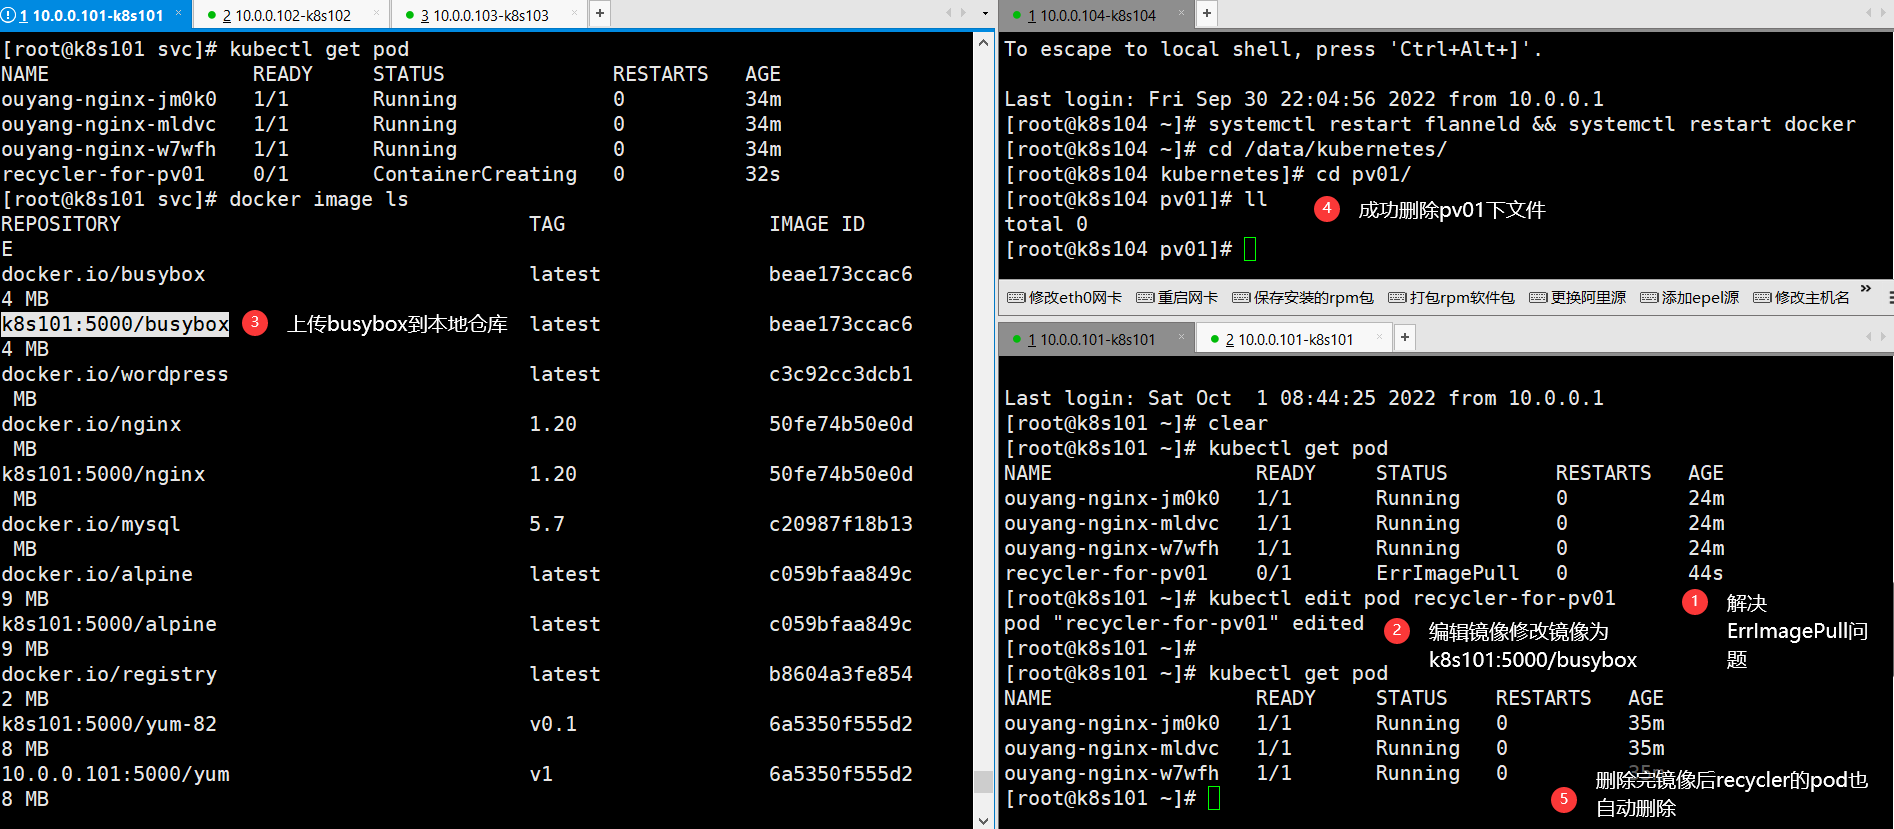 1 10.0.0.101-k8s101 × 2 10.0.0.102-k8s102 × 3 10.0.0.103-k8s103 × +
[root@k8s101 svc]# kubectl get pod
NAME READY STATUS RESTARTS AGE
ouyang-nginx-jm0k0 1/1 Running 0 34m
ouyang-nginx-mldvc 1/1 Running 0 34m
ouyang-nginx-w7wfh 1/1 Running 0 34m
recycler-for-pv01 0/1 ContainerCreating 0 32s
[root@k8s101 svc]# docker image ls
REPOSITORY TAG IMAGE ID
E
docker.io/busybox latest beae173ccac6
4 MB
k8s101:5000/busybox 3 上传busybox到本地仓库 latest beae173ccac6
4 MB
docker.io/wordpress latest c3c92cc3dcb1
MB
docker.io/nginx 1.20 50fe74b50e0d
MB
k8s101:5000/nginx 1.20 50fe74b50e0d
MB
docker.io/mysql 5.7 c20987f18b13
MB
docker.io/alpine latest c059bfaa849c
9 MB
k8s101:5000/alpine latest c059bfaa849c
9 MB
docker.io/registry latest b8604a3fe854
2 MB
k8s101:5000/yum-82 v0.1 6a5350f555d2
8 MB
10.0.0.101:5000/yum v1 6a5350f555d2
8 MB
1 10.0.0.104-k8s104 × +
To escape to local shell, press 'Ctrl+Alt+]'.
Last login: Fri Sep 30 22:04:56 2022 from 10.0.0.1
[root@k8s104 ~]# systemctl restart flanneld && systemctl restart docker
[root@k8s104 ~]# cd /data/kubernetes/
[root@k8s104 kubernetes]# cd pv01/
[root@k8s104 pv01]# ll
4 成功删除pv01下文件
total 0
[root@k8s104 pv01]#
修改eth0网卡 重启网卡 保存安装的rpm包 打包rpm软件包 更换阿里源 添加epel源 修改主机名 »
1 10.0.0.101-k8s101 × 2 10.0.0.101-k8s101 × +
Last login: Sat Oct 1 08:44:25 2022 from 10.0.0.1
[root@k8s101 ~]# clear
[root@k8s101 ~]# kubectl get pod
NAME READY STATUS RESTARTS AGE
ouyang-nginx-jm0k0 1/1 Running 0 24m
ouyang-nginx-mldvc 1/1 Running 0 24m
ouyang-nginx-w7wfh 1/1 Running 0 24m
recycler-for-pv01 0/1 ErrImagePull 0 44s
[root@k8s101 ~]# kubectl edit pod recycler-for-pv01
1 解决
ErrImagePull问
题
pod "recycler-for-pv01" edited
2 编辑镜像修改镜像为
k8s101:5000/busybox
[root@k8s101 ~]#
[root@k8s101 ~]# kubectl get pod
NAME READY STATUS RESTARTS AGE
ouyang-nginx-jm0k0 1/1 Running 0 35m
ouyang-nginx-mldvc 1/1 Running 0 35m
ouyang-nginx-w7wfh 1/1 Running 0 35m
[root@k8s101 ~]#
5 删除完镜像后recycler的pod也
自动删除